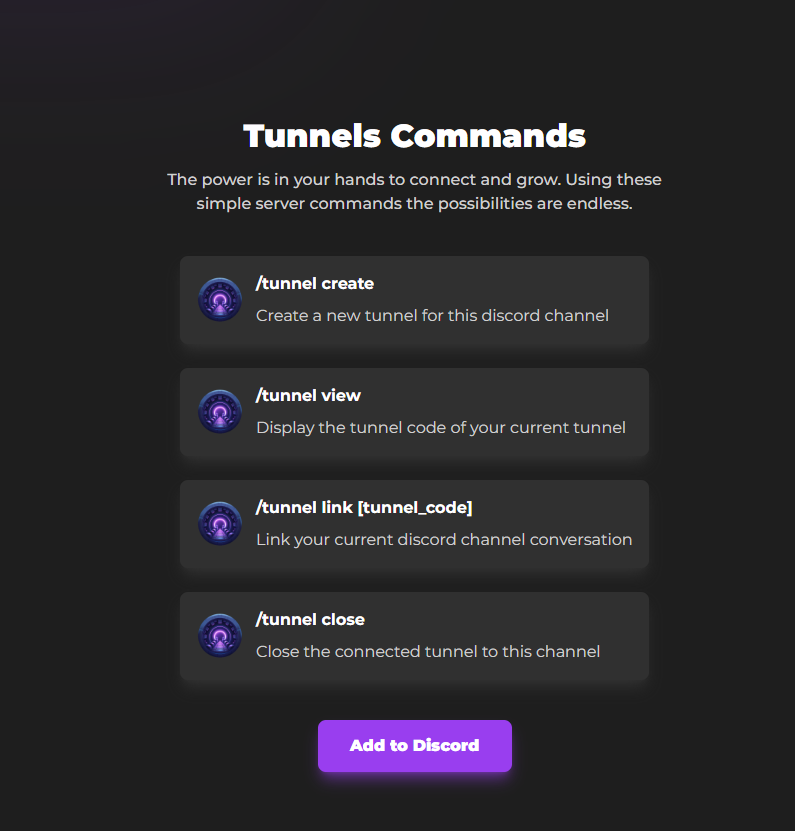 Tunnels Commands
The power is in your hands to connect and grow. Using these
simple server commands the possibilities are endless.
/tunnel create
Create a new tunnel for this discord channel
/tunnel view
Display the tunnel code of your current tunnel
/tunnel link [tunnel_code]
Link your current discord channel conversation
/tunnel close
Close the connected tunnel to this channel
Add to Discord